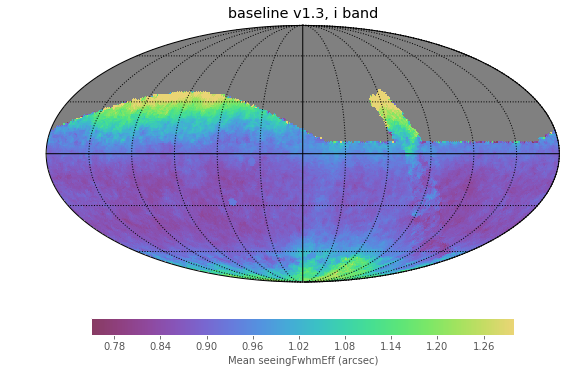 baseline v1.3, i band
0.78 0.84 0.90 0.96 1.02 1.08 1.14 1.20 1.26
Mean seeingFwhmEff (arcsec)